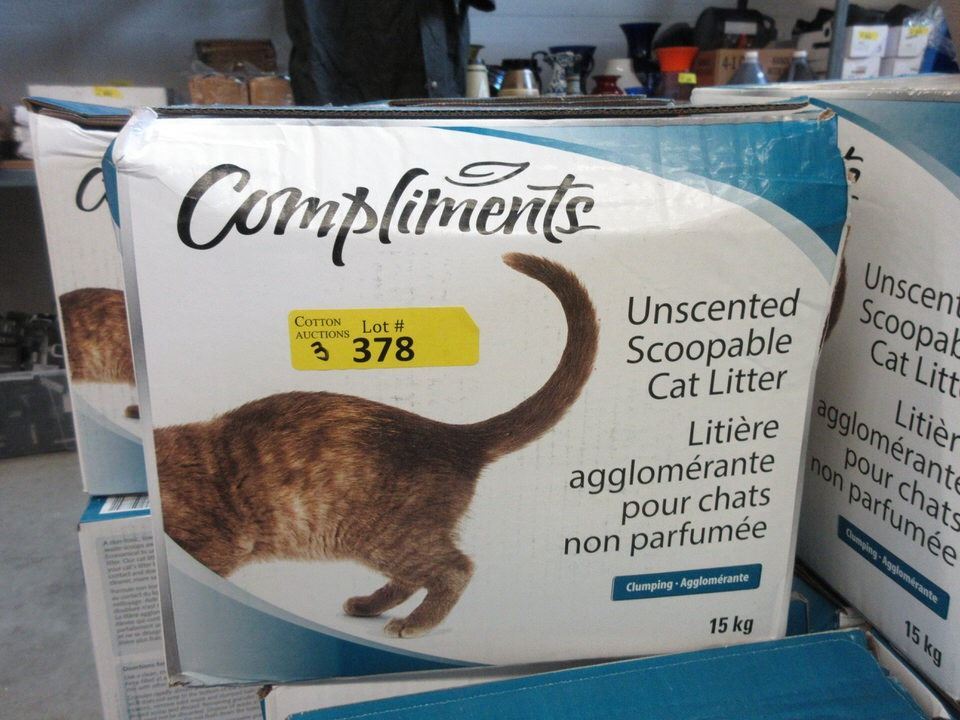 Compliments
COTTON
AUCTIONS
Lot #
3 378
Unscented
Scoopable
Cat Litter
Litière
agglomérante
pour chats
non parfumée
Clumping • Agglomérante
15 kg
Unscent
Scoopab
Cat Litt
Litièr
agglomérante
pour chats
non parfumée
Clumping • Agglomérante
15 kg